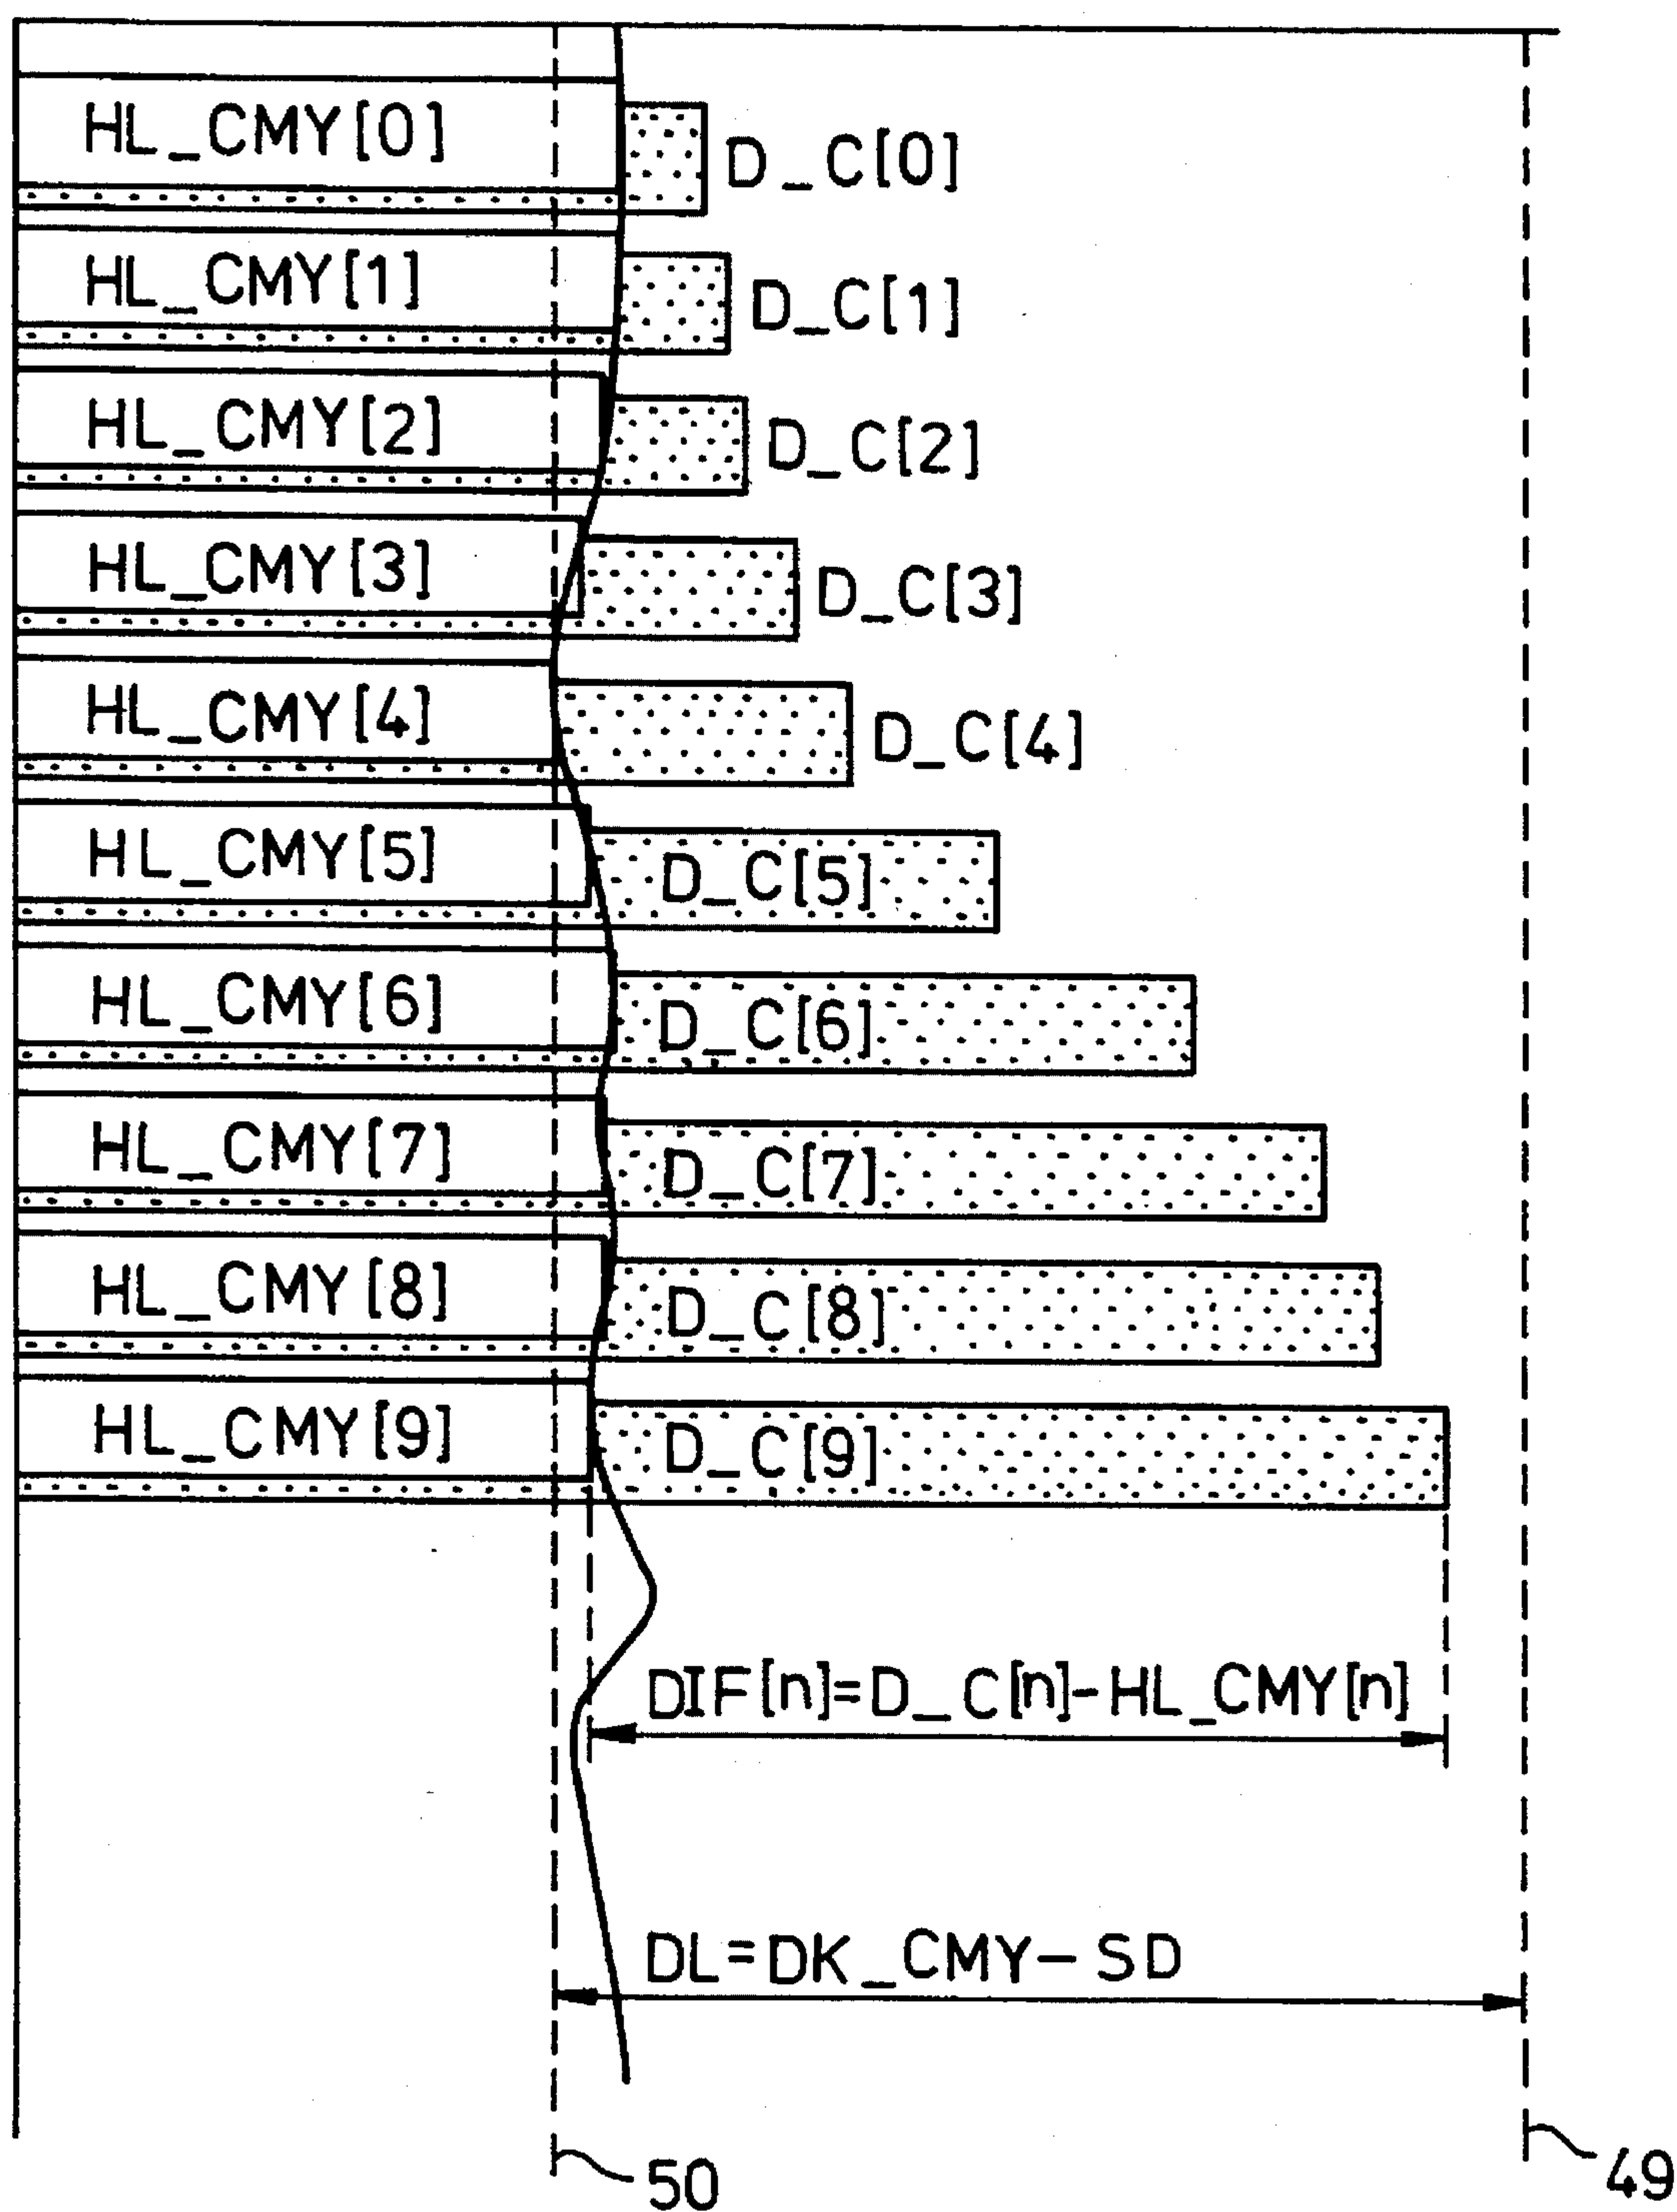 HL_CMY[0]
D_C[0]
HL_CMY[1]
D_C[1]
HL_CMY[2]
D_C[2]
HL_CMY[3]
D_C[3]
HL_CMY[4]
D_C[4]
HL_CMY[5]
D_C[5]
HL_CMY[6]
D_C[6]
HL_CMY[7]
D_C[7]
HL_CMY[8]
D_C[8]
HL_CMY[9]
D_C[9]
DIF[n]=D_C[n]-HL_CMY[n]
DL=DK_CMY-SD
50
49